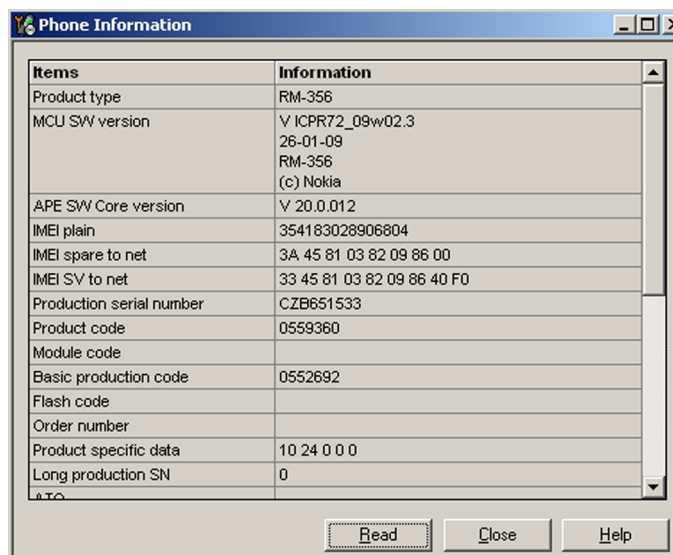 Phone Information
Items Information
Product type RM-356
MCU SW version V ICPR72_09w02.3
26-01-09
RM-356
(c) Nokia
APE SW Core version V 20.0.012
IMEI plain 354183028906804
IMEI spare to net 3A 45 81 03 82 09 86 00
IMEI SV to net 33 45 81 03 82 09 86 40 F0
Production serial number CZB651533
Product code 0559360
Module code
Basic production code 0552692
Flash code
Order number
Product specific data 10 24 0 0 0
Long production SN 0
Read Close Help